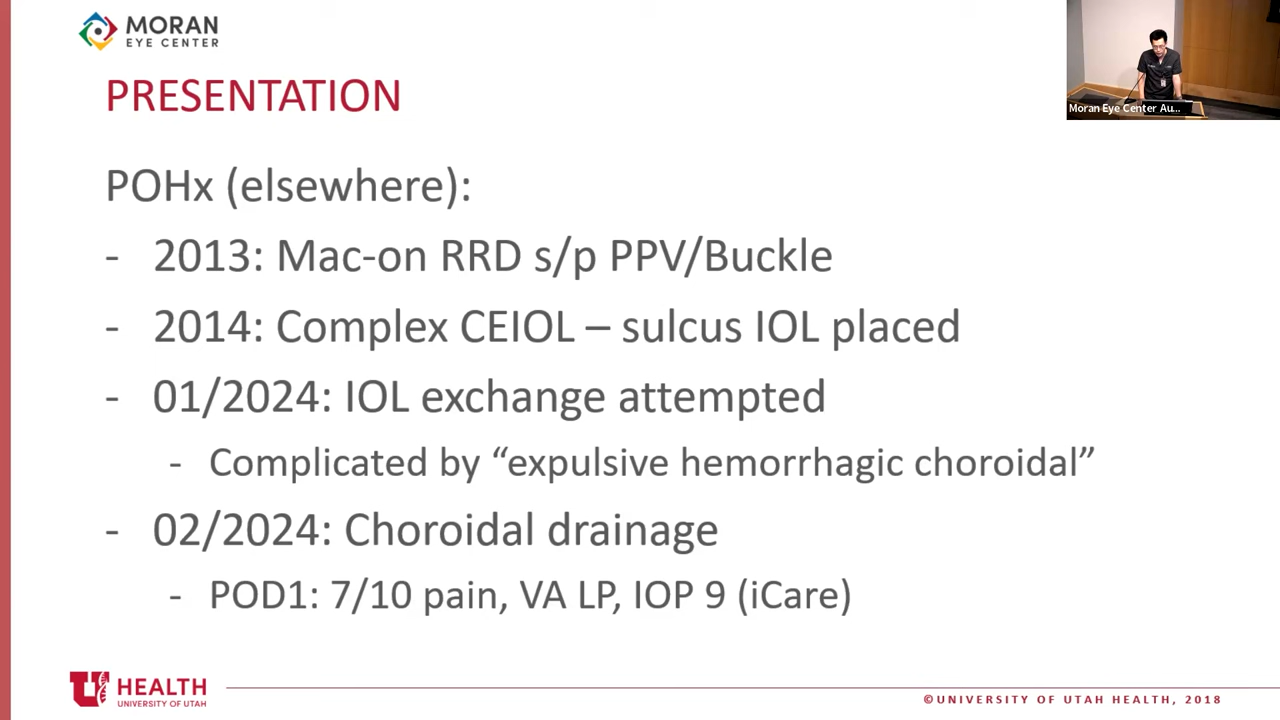 MORAN
EYE CENTER
Moran Eye Center Au...
PRESENTATION
POHx (elsewhere):
- 2013: Mac-on RRD s/p PPV/Buckle
- 2014: Complex CEIOL – sulcus IOL placed
- 01/2024: IOL exchange attempted
- Complicated by “expulsive hemorrhagic choroidal”
- 02/2024: Choroidal drainage
- POD1: 7/10 pain, VA LP, IOP 9 (iCare)
U HEALTH
UNIVERSITY OF UTAH
©UNIVERSITY OF UTAH HEALTH, 2018